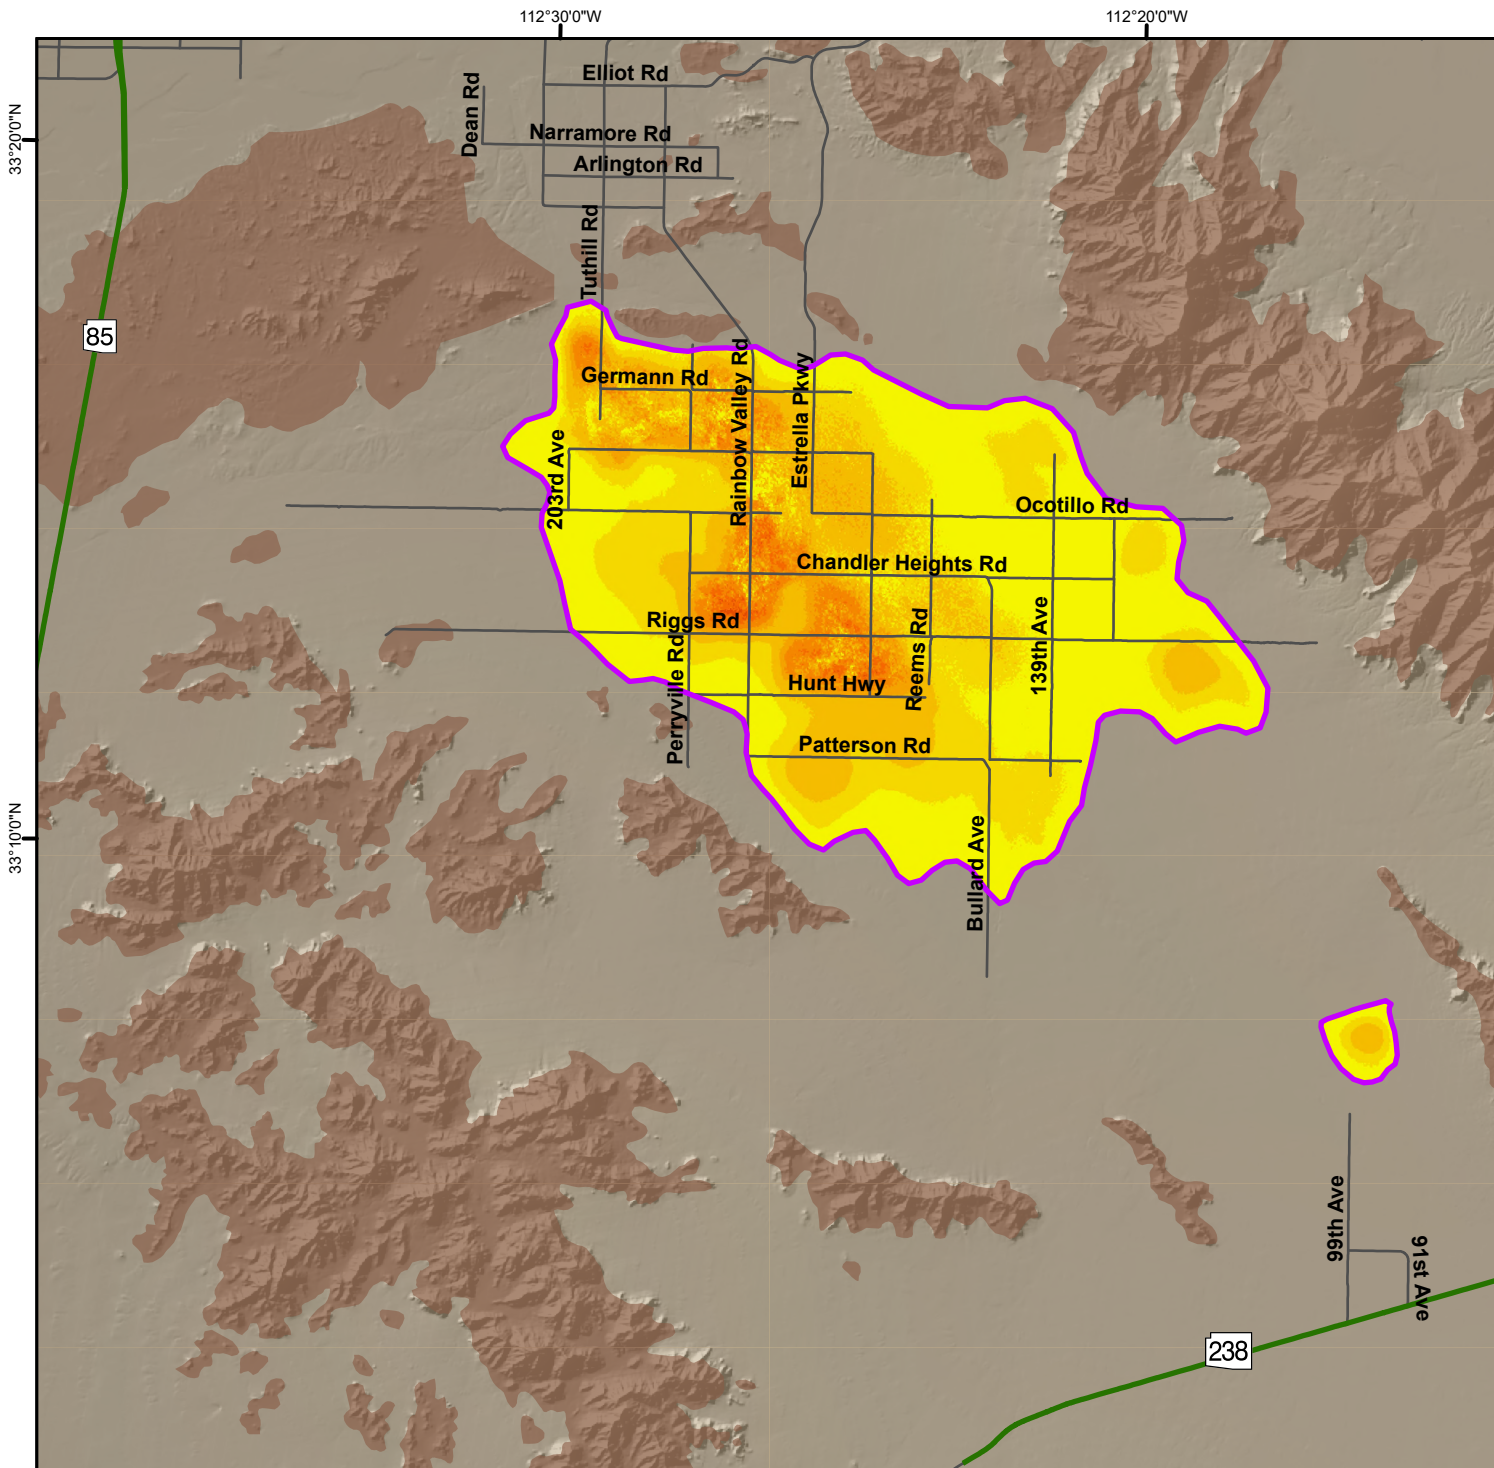 112°30'0"W
112°20'0"W
33°20'0"N
33°10'0"N
Elliot Rd
Dean Rd
Narramore Rd
Arlington Rd
Tuthill Rd
85
Germann Rd
Rainbow Valley Rd
Estrella Pkwy
203rd Ave
Ocotillo Rd
Chandler Heights Rd
Riggs Rd
139th Ave
Reems Rd
Perryville Rd
Hunt Hwy
Patterson Rd
Bullard Ave
99th Ave
91st Ave
238